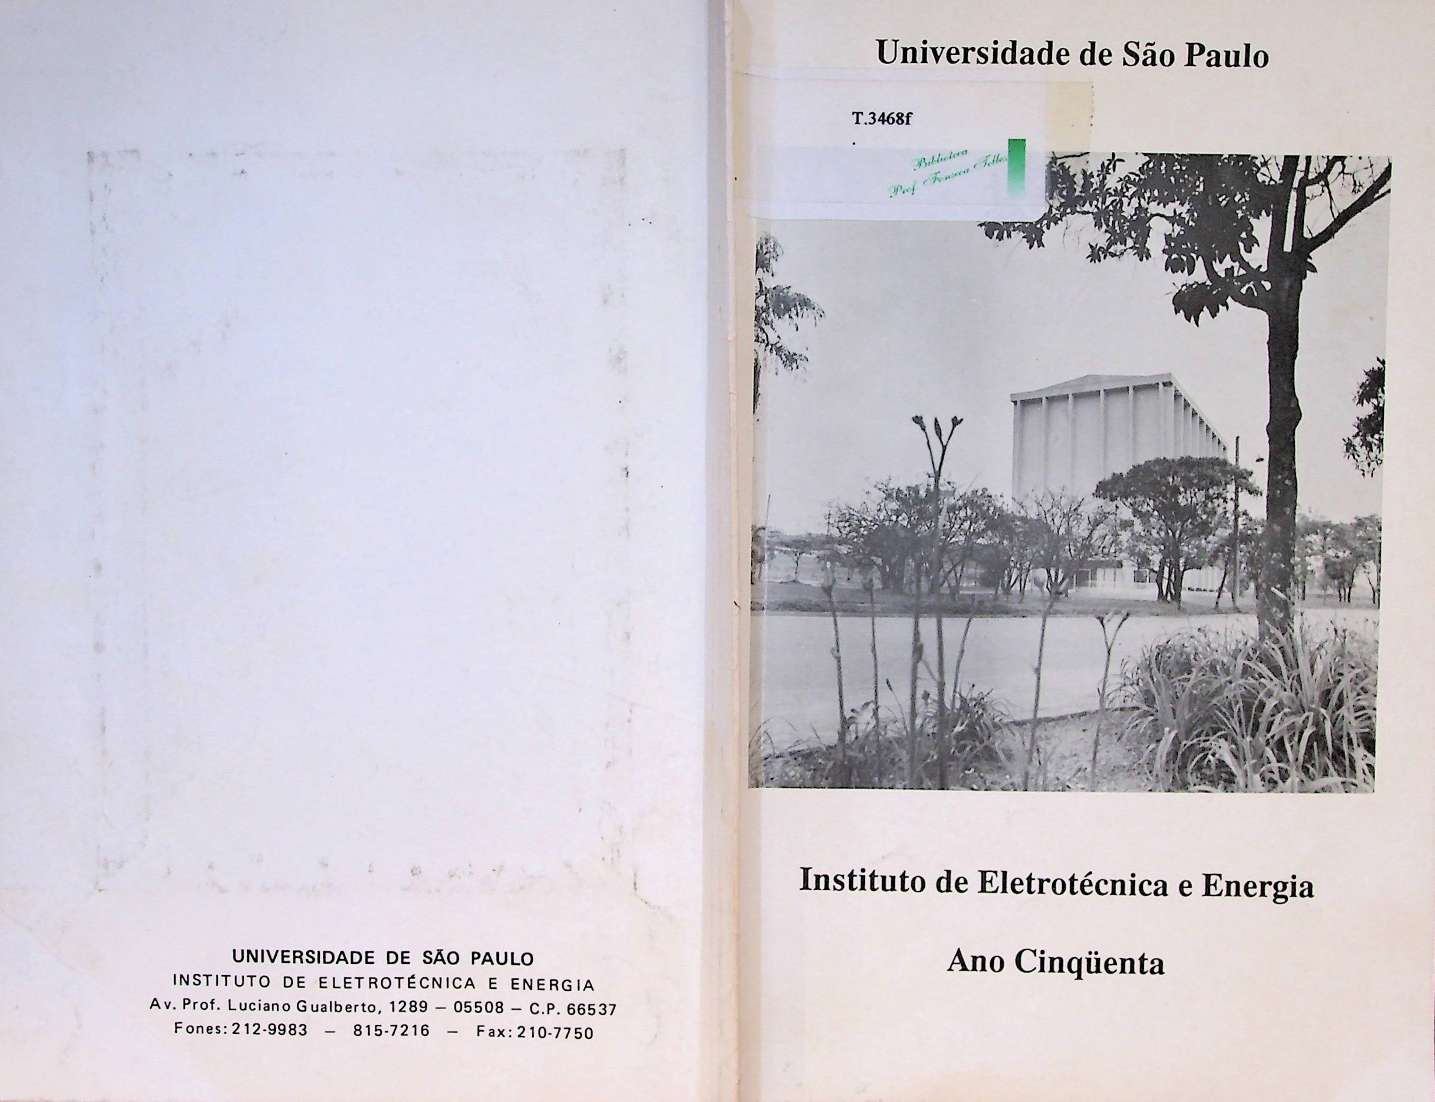 Universidade de São Paulo
T.3468f
Biblioteca
Prof. Fonseca Telles
Instituto de Eletrotécnica e Energia
Ano Cinqüenta
UNIVERSIDADE DE SÃO PAULO
INSTITUTO DE ELETROTÉCNICA E ENERGIA
Av. Prof. Luciano Gualberto, 1289 — 05508 — C.P. 66537
Fones: 212-9983 — 815-7216 — Fax: 210-7750